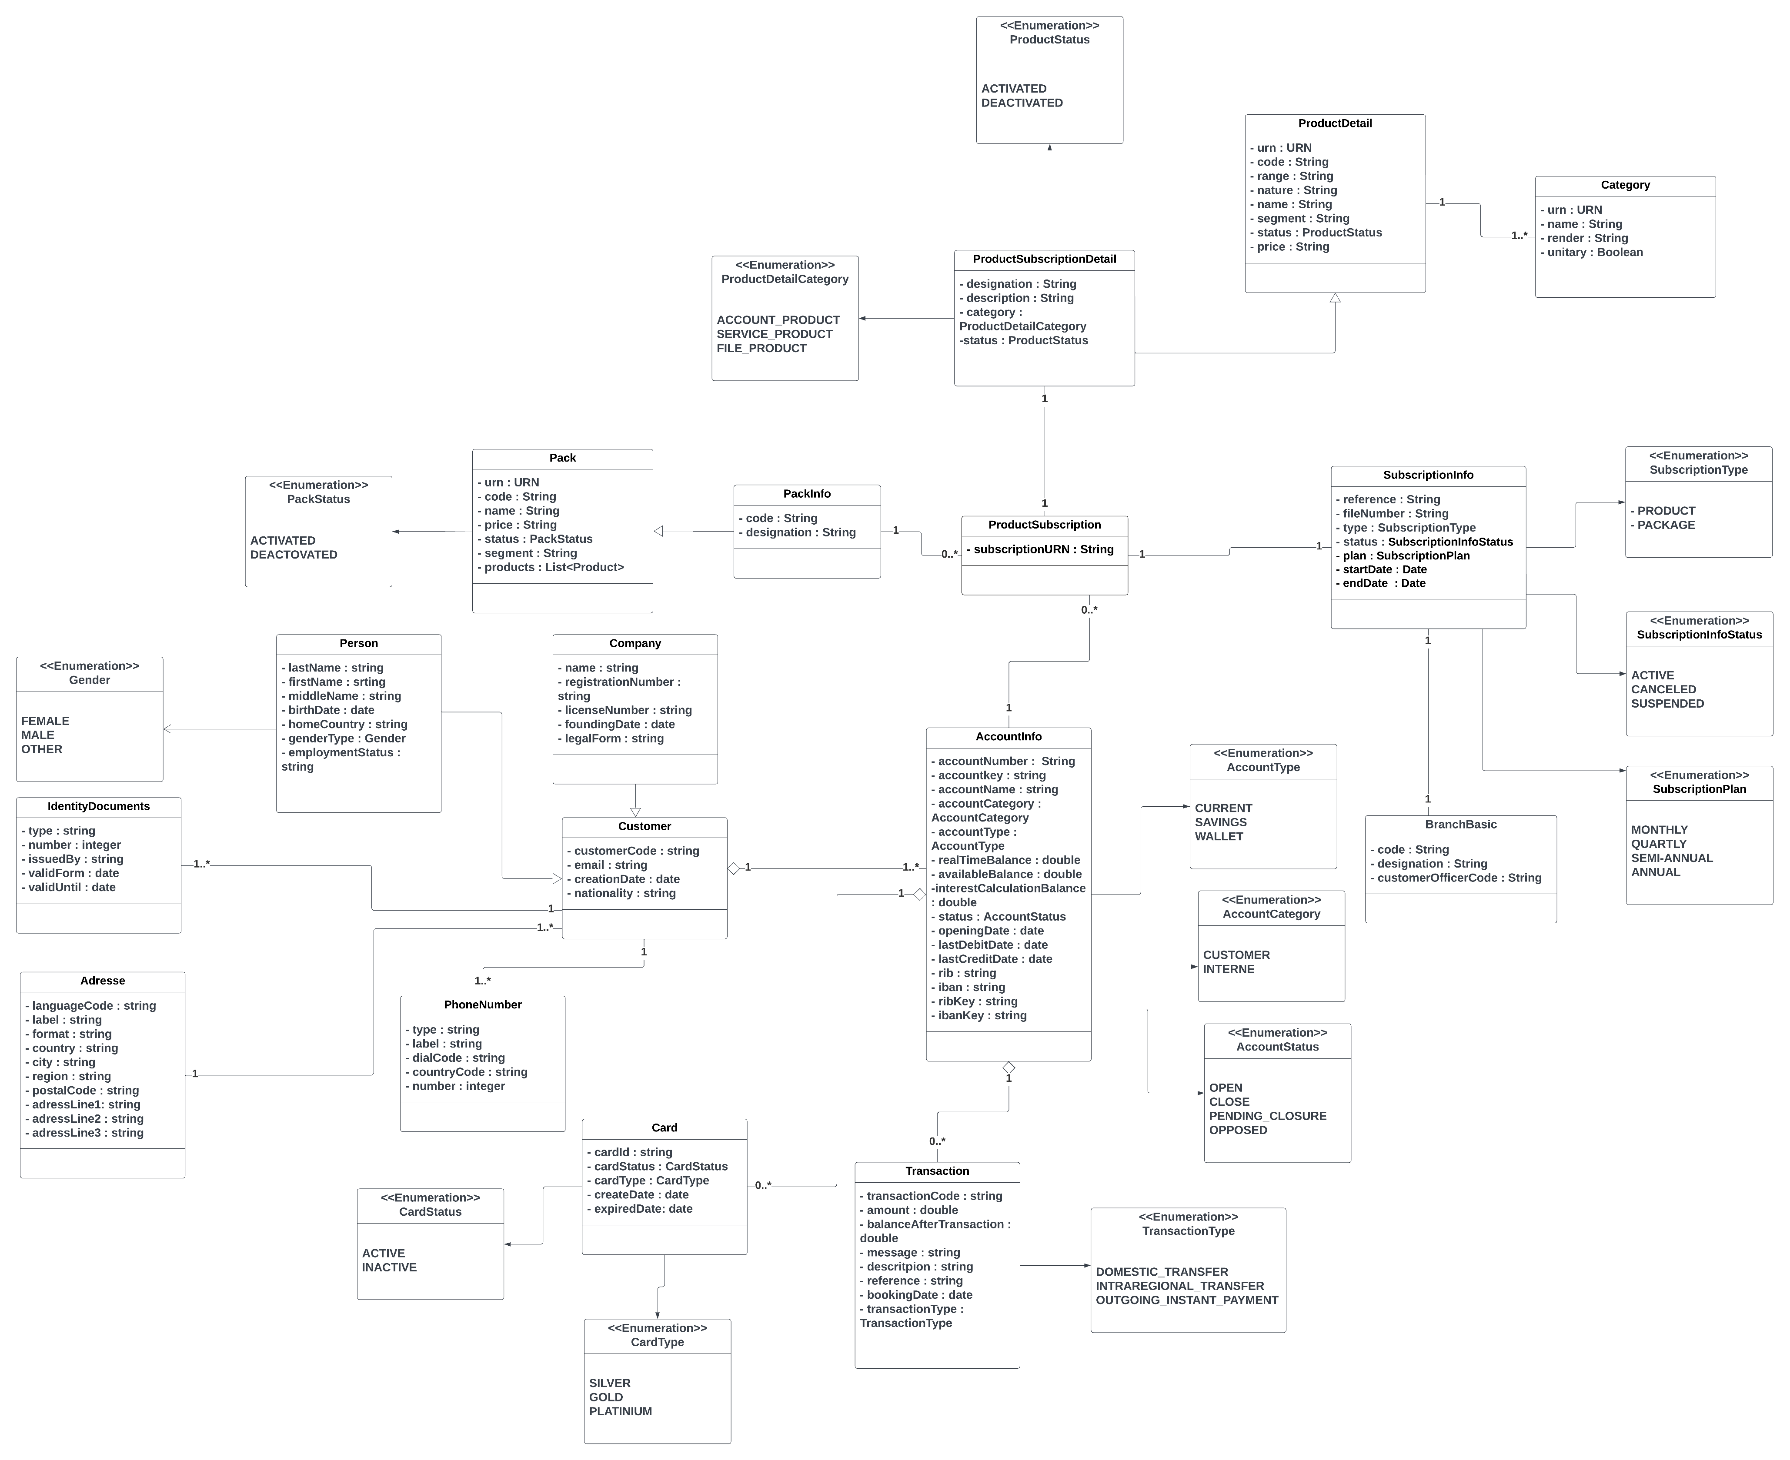 <<Enumeration>>
ProductStatus
ACTIVATED
DEACTIVATED
ProductDetail
- urn : URN
- code : String
- range : String
- nature : String
- name : String
- segment : String
- status : ProductStatus
- price : String
1
1..*
Category
- urn : URN
- name : String
- render : String
- unitary : Boolean
<<Enumeration>>
ProductDetailCategory
ACCOUNT_PRODUCT
SERVICE_PRODUCT
FILE_PRODUCT
ProductSubscriptionDetail
- designation : String
- description : String
- category :
ProductDetailCategory
-status : ProductStatus
1
1
<<Enumeration>>
PackStatus
ACTIVATED
DEACTOVATED
Pack
- urn : URN
- code : String
- name : String
- price : String
- status : PackStatus
- segment : String
- products : List<Product>
PackInfo
- code : String
- designation : String
1
0..*
ProductSubscription
- subscriptionURN : String
1
1
0..*
1
SubscriptionInfo
- reference : String
- fileNumber : String
- type : SubscriptionType
- status : SubscriptionInfoStatus
- plan : SubscriptionPlan
- startDate : Date
- endDate  : Date
1
1
<<Enumeration>>
SubscriptionType
- PRODUCT
- PACKAGE
<<Enumeration>>
SubscriptionInfoStatus
ACTIVE
CANCELED
SUSPENDED
<<Enumeration>>
SubscriptionPlan
MONTHLY
QUARTLY
SEMI-ANNUAL
ANNUAL
BranchBasic
- code : String
- designation : String
- customerOfficerCode : String
<<Enumeration>>
Gender
FEMALE
MALE
OTHER
Person
- lastName : string
- firstName : srting
- middleName : string
- birthDate : date
- homeCountry : string
- genderType : Gender
- employmentStatus :
string
Company
- name : string
- registrationNumber :
string
- licenseNumber : string
- foundingDate : date
- legalForm : string
IdentityDocuments
- type : string
- number : integer
- issuedBy : string
- validForm : date
- validUntil : date
1..*
1
Customer
- customerCode : string
- email : string
- creationDate : date
- nationality : string
1
1..*
1
1..*
1
1..*
1
AccountInfo
- accountNumber :  String
- accountkey : string
- accountName : string
- accountCategory :
AccountCategory
- accountType :
AccountType
- realTimeBalance : double
- availableBalance : double
-interestCalculationBalance
: double
- status : AccountStatus
- openingDate : date
- lastDebitDate : date
- lastCreditDate : date
- rib : string
- iban : string
- ribKey : string
- ibanKey : string
<<Enumeration>>
AccountType
CURRENT
SAVINGS
WALLET
<<Enumeration>>
AccountCategory
CUSTOMER
INTERNE
<<Enumeration>>
AccountStatus
OPEN
CLOSE
PENDING_CLOSURE
OPPOSED
Adresse
- languageCode : string
- label : string
- format : string
- country : string
- city : string
- region : string
- postalCode : string
- adressLine1: string
- adressLine2 : string
- adressLine3 : string
PhoneNumber
- type : string
- label : string
- dialCode : string
- countryCode : string
- number : integer
1
0..*
Card
- cardId : string
- cardStatus : CardStatus
- cardType : CardType
- createDate : date
- expiredDate: date
0..*
<<Enumeration>>
CardStatus
ACTIVE
INACTIVE
<<Enumeration>>
CardType
SILVER
GOLD
PLATINIUM
Transaction
- transactionCode : string
- amount : double
- balanceAfterTransaction :
double
- message : string
- descritpion : string
- reference : string
- bookingDate : date
- transactionType :
TransactionType
<<Enumeration>>
TransactionType
DOMESTIC_TRANSFER
INTRAREGIONAL_TRANSFER
OUTGOING_INSTANT_PAYMENT